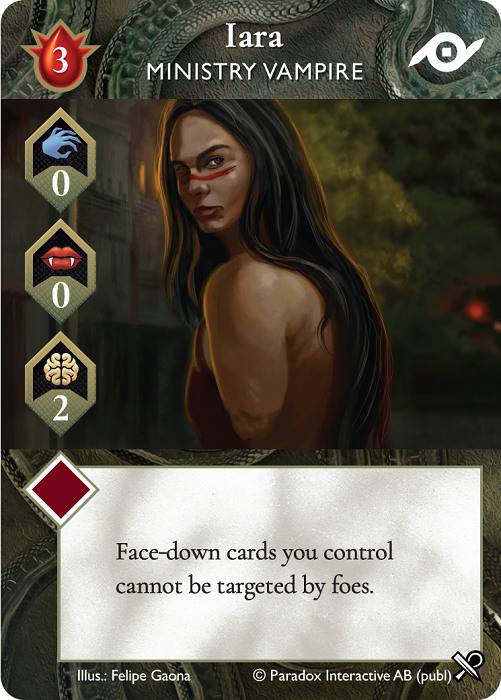 Iara
3
MINISTRY VAMPIRE
0
0
2
Face-down cards you control
cannot be targeted by foes.
Illus.: Felipe Gaona
© Paradox Interactive AB (publ)